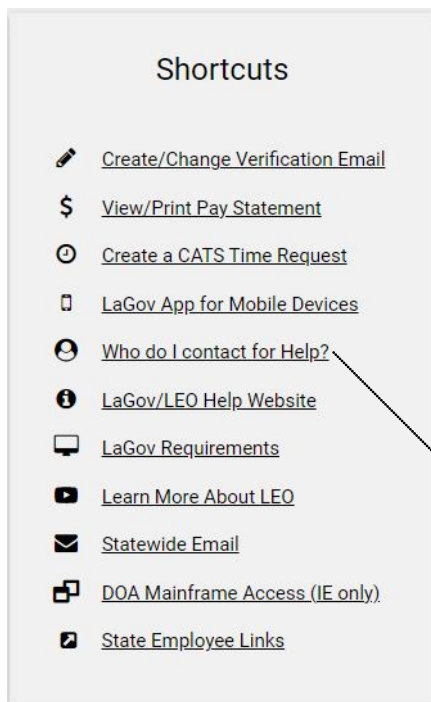 Shortcuts
Create/Change Verification Email
View/Print Pay Statement
Create a CATS Time Request
LaGov App for Mobile Devices
Who do I contact for Help?
LaGov/LEO Help Website
LaGov Requirements
Learn More About LEO
Statewide Email
DOA Mainframe Access (IE only)
State Employee Links